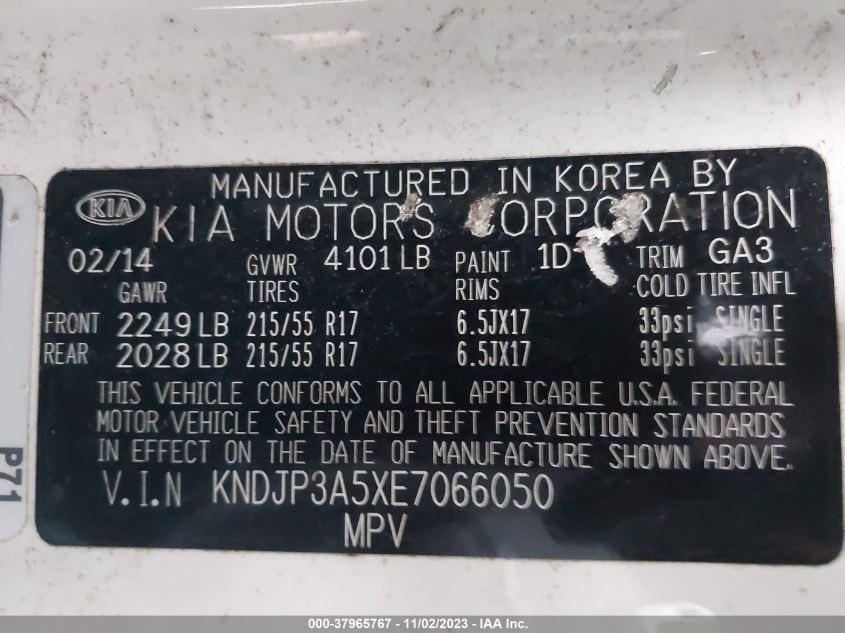 MANUFACTURED IN KOREA BY
KIA KIA MOTORS CORPORATION
02/14 GVWR 4101 LB PAINT 1D TRIM GA3
GAWR TIRES RIMS COLD TIRE INFL
FRONT 2249 LB 215/55 R17 6.5JX17 33psi SINGLE
REAR 2028 LB 215/55 R17 6.5JX17 33psi SINGLE
THIS VEHICLE CONFORMS TO ALL APPLICABLE U.S.A. FEDERAL
MOTOR VEHICLE SAFETY AND THEFT PREVENTION STANDARDS
IN EFFECT ON THE DATE OF MANUFACTURE SHOWN ABOVE.
V.I.N KNDJP3A5XE7066050
MPV
P71
000-37965767 - 11/02/2023 - IAA Inc.